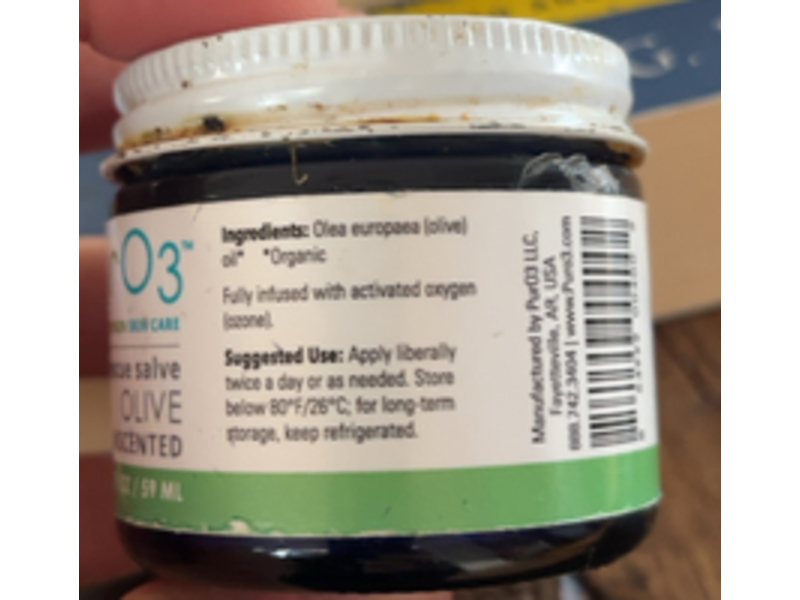 O3™
SKIN CARE
salve
OLIVE
SCENTED
/ 59 ML
Ingredients: Olea europaea (olive)
oil* *Organic
Fully infused with activated oxygen
(ozone).
Suggested Use: Apply liberally
twice a day or as needed. Store
below 80°F/26°C; for long-term
storage, keep refrigerated.
Manufactured by PurO3 LLC.
Fayetteville, AR, USA
888.742.3404 | www.Puro3.com